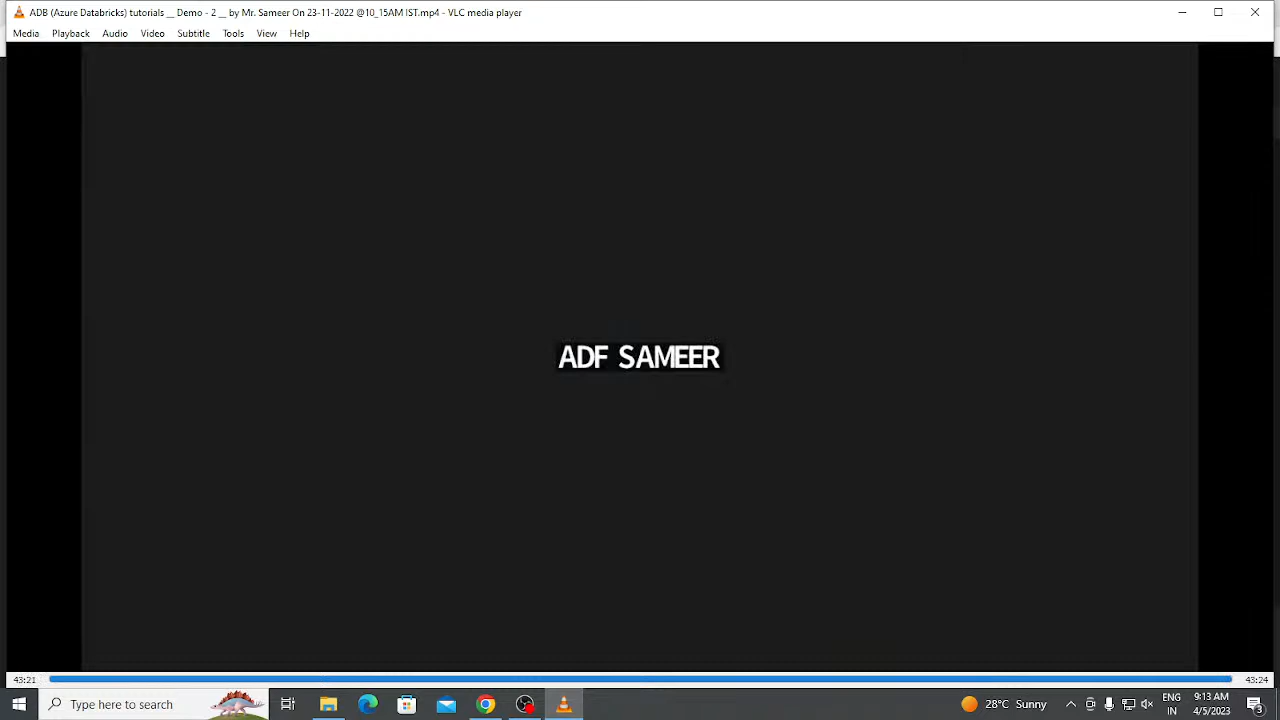 ADB (Azure Databricks) tutorials __ Demo - 2 __ by Mr. Sameer On 23-11-2022 @10_15AM IST.mp4 - VLC media player
Media Playback Audio Video Subtitle Tools View Help
ADF SAMEER
43:21 43:24
Type here to search
28°C Sunny
ENG
IN
9:13 AM
4/5/2023
3